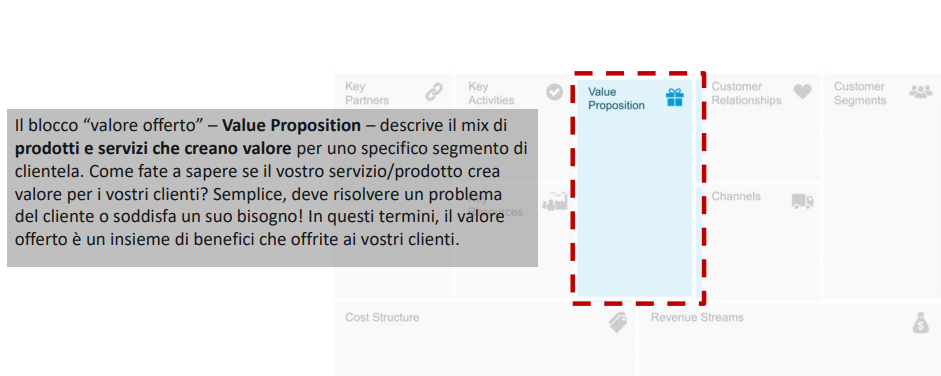 Key
Partners
Key
Activities
Value
Proposition
Customer
Relationships
Customer
Segments
Il blocco “valore offerto” – Value Proposition – descrive il mix di
prodotti e servizi che creano valore per uno specifico segmento di
clientela. Come fate a sapere se il vostro servizio/prodotto crea
valore per i vostri clienti? Semplice, deve risolvere un problema
del cliente o soddisfa un suo bisogno! In questi termini, il valore
offerto è un insieme di benefici che offrite ai vostri clienti.
Channels
Cost Structure
Revenue Streams